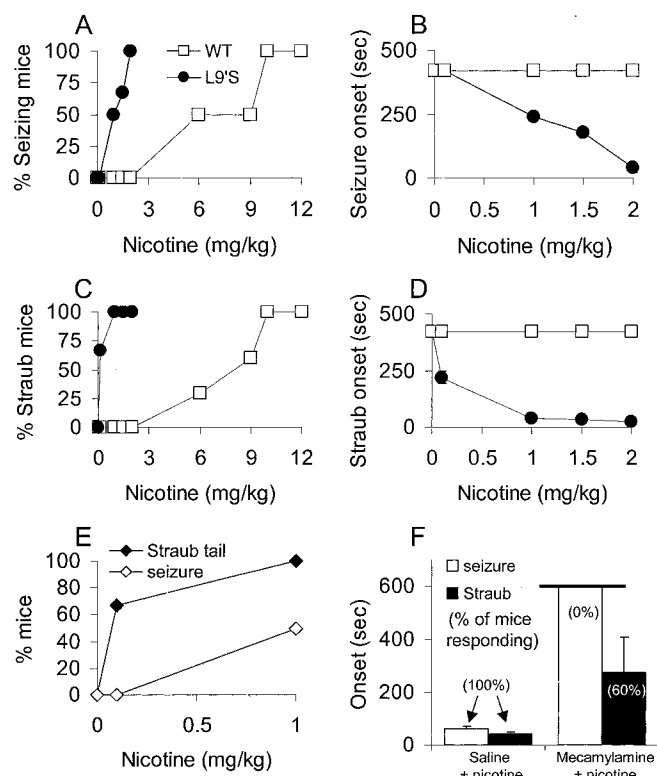 A
100
75
50
25
0
% Seizing mice
WT
L9'S
0 3 6 9 12
Nicotine (mg/kg)
B
500
250
0
Seizure onset (sec)
0 0.5 1 1.5 2
Nicotine (mg/kg)
C
100
75
50
25
0
% Straub mice
0 3 6 9 12
Nicotine (mg/kg)
D
500
250
0
Straub onset (sec)
0 0.5 1 1.5 2
Nicotine (mg/kg)
E
100
80
60
40
20
0
% mice
Straub tail
seizure
0 0.5 1
Nicotine (mg/kg)
F
600
400
200
0
Onset (sec)
seizure
Straub
(% of mice
responding)
(100%)
(0%)
(60%)
Saline
+ nicotine
Mecamylamine
+ nicotine